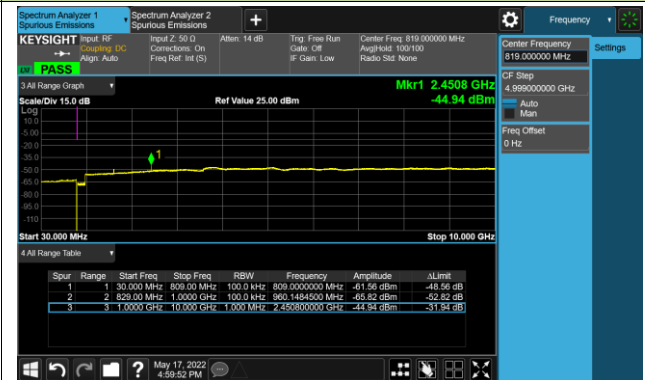 Spectrum Analyzer 1
Spurious Emissions
Spectrum Analyzer 2
Spurious Emissions
+
Frequency
KEYSIGHT
Input: RF
Coupling: DC
Align: Auto
Input Z: 50 Ω
Corrections: On
Freq Ref: Int (S)
Atten: 14 dB
Trig: Free Run
Gate: Off
IF Gain: Low
Center Freq: 819.000000 MHz
Avg|Hold: 100/100
Radio Std: None
PASS
Center Frequency
819.000000 MHz
Settings
CF Step
4.999000000 GHz
Auto
Man
Freq Offset
0 Hz
3 All Range Graph
Mkr1 2.4508 GHz
Scale/Div 15.0 dB
Ref Value 25.00 dBm
-44.94 dBm
Log
10.0
-5.00
-20.0
-35.0
-50.0
-65.0
-80.0
-95.0
-110
1
Start 30.000 MHz
Stop 10.000 GHz
4 All Range Table
Spur Range Start Freq Stop Freq RBW Frequency Amplitude ΔLimit
1 1 30.000 MHz 809.00 MHz 100.0 kHz 809.0000000 MHz -61.56 dBm -48.56 dB
2 2 829.00 MHz 1.0000 GHz 100.0 kHz 960.1484500 MHz -65.82 dBm -52.82 dB
3 3 1.0000 GHz 10.000 GHz 1.000 MHz 2.450800000 GHz -44.94 dBm -31.94 dB
?
May 17, 2022
4:59:52 PM